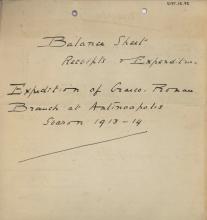 Balance Sheet
Receipts & Expenditure
Expedition of Graeco-Roman
Branch at Antinoopolis
Season 1913-14